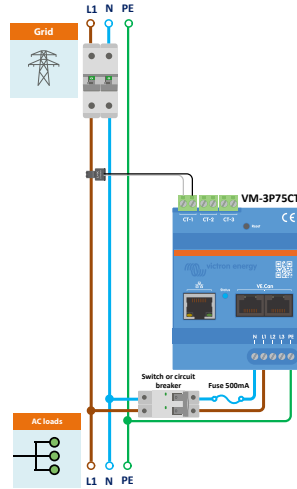 L1 N PE
Grid
VM-3P75CT
CT-1 CT-2 CT-3
CE
Reset
victron energy
Status
VE.Can
N L1 L2 L3 PE
Switch or circuit
breaker
Fuse 500mA
AC loads
L1 N PE